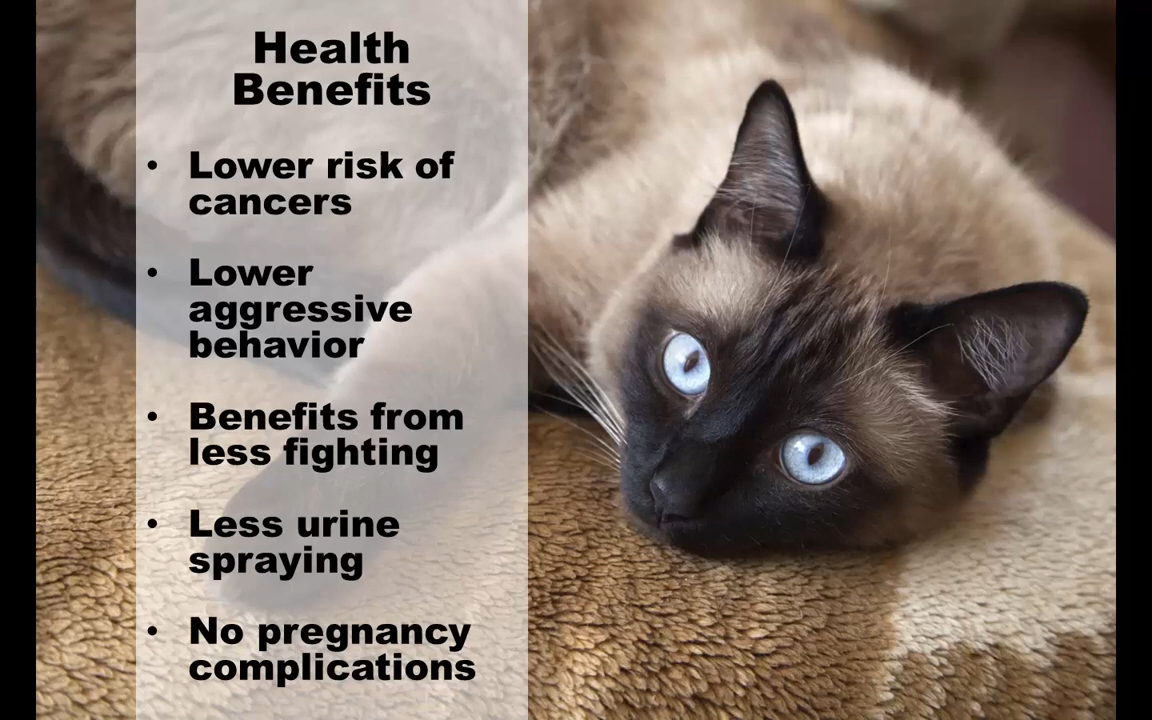 Health
Benefits
• Lower risk of
cancers
• Lower
aggressive
behavior
• Benefits from
less fighting
• Less urine
spraying
• No pregnancy
complications